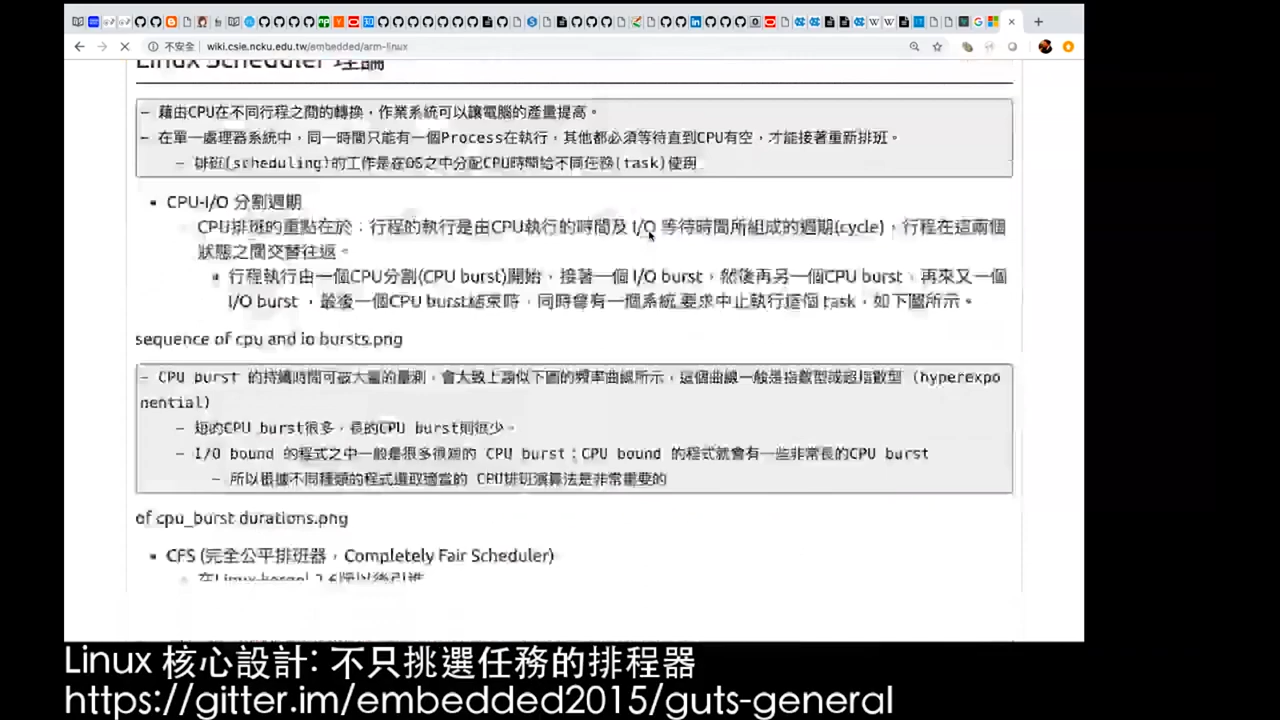 不安全 wiki.csie.ncku.edu.tw/embedded/arm-linux
Linux Scheduler 理論
– 藉由CPU在不同行程之間的轉換，作業系統可以讓電腦的產量提高。
– 在單一處理器系統中，同一時間只能有一個Process在執行，其他都必須等待直到CPU有空，才能接著重新排班。
– 排班(scheduling)的工作是在OS之中分配CPU時間給不同任務(task)使用
• CPU-I/O 分割週期
CPU排班的重點在於：行程的執行是由CPU執行的時間及 I/O 等待時間所組成的週期(cycle)，行程在這兩個
狀態之間交替往返。
▪ 行程執行由一個CPU分割(CPU burst)開始，接著一個 I/O burst，然後再另一個CPU burst，再來又一個
I/O burst ，最後一個CPU burst結束時，同時會有一個系統要求中止執行這個 task，如下圖所示。
sequence of cpu and io bursts.png
– CPU burst 的持續時間可被大量的量測，會大致上類似下圖的頻率曲線所示，這個曲線一般是指數型或超指數型 (hyperexpo
nential)
– 短的CPU burst很多，長的CPU burst則很少。
– I/O bound 的程式之中一般是很多很短的 CPU burst；CPU bound 的程式就會有一些非常長的CPU burst
– 所以根據不同種類的程式選取適當的 CPU排班演算法是非常重要的
of cpu_burst durations.png
• CFS (完全公平排班器，Completely Fair Scheduler)
在Linux kernel 2.6版以後引進
Linux 核心設計: 不只挑選任務的排程器
https://gitter.im/embedded2015/guts-general